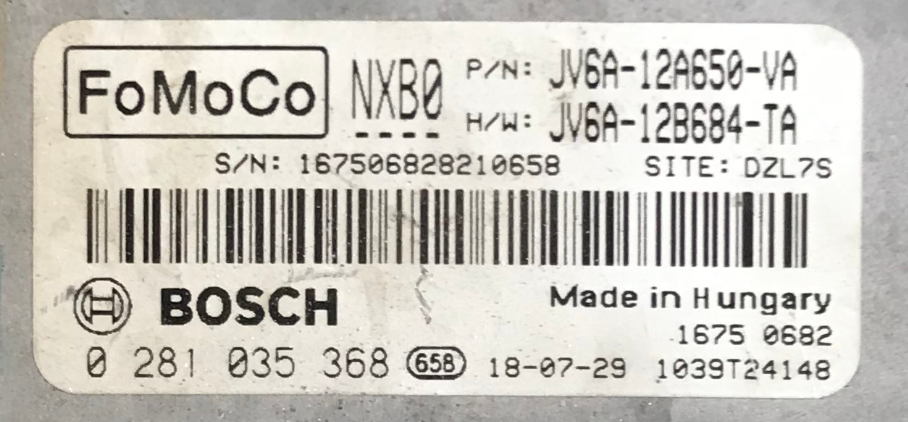 FoMoCo NXB0 P/N: JV6A-12A650-VA
H/W: JV6A-12B684-TA
S/N: 167506828210658 SITE: DZL7S
BOSCH Made in Hungary
1675 0682
0 281 035 368 658 18-07-29 1039T24148